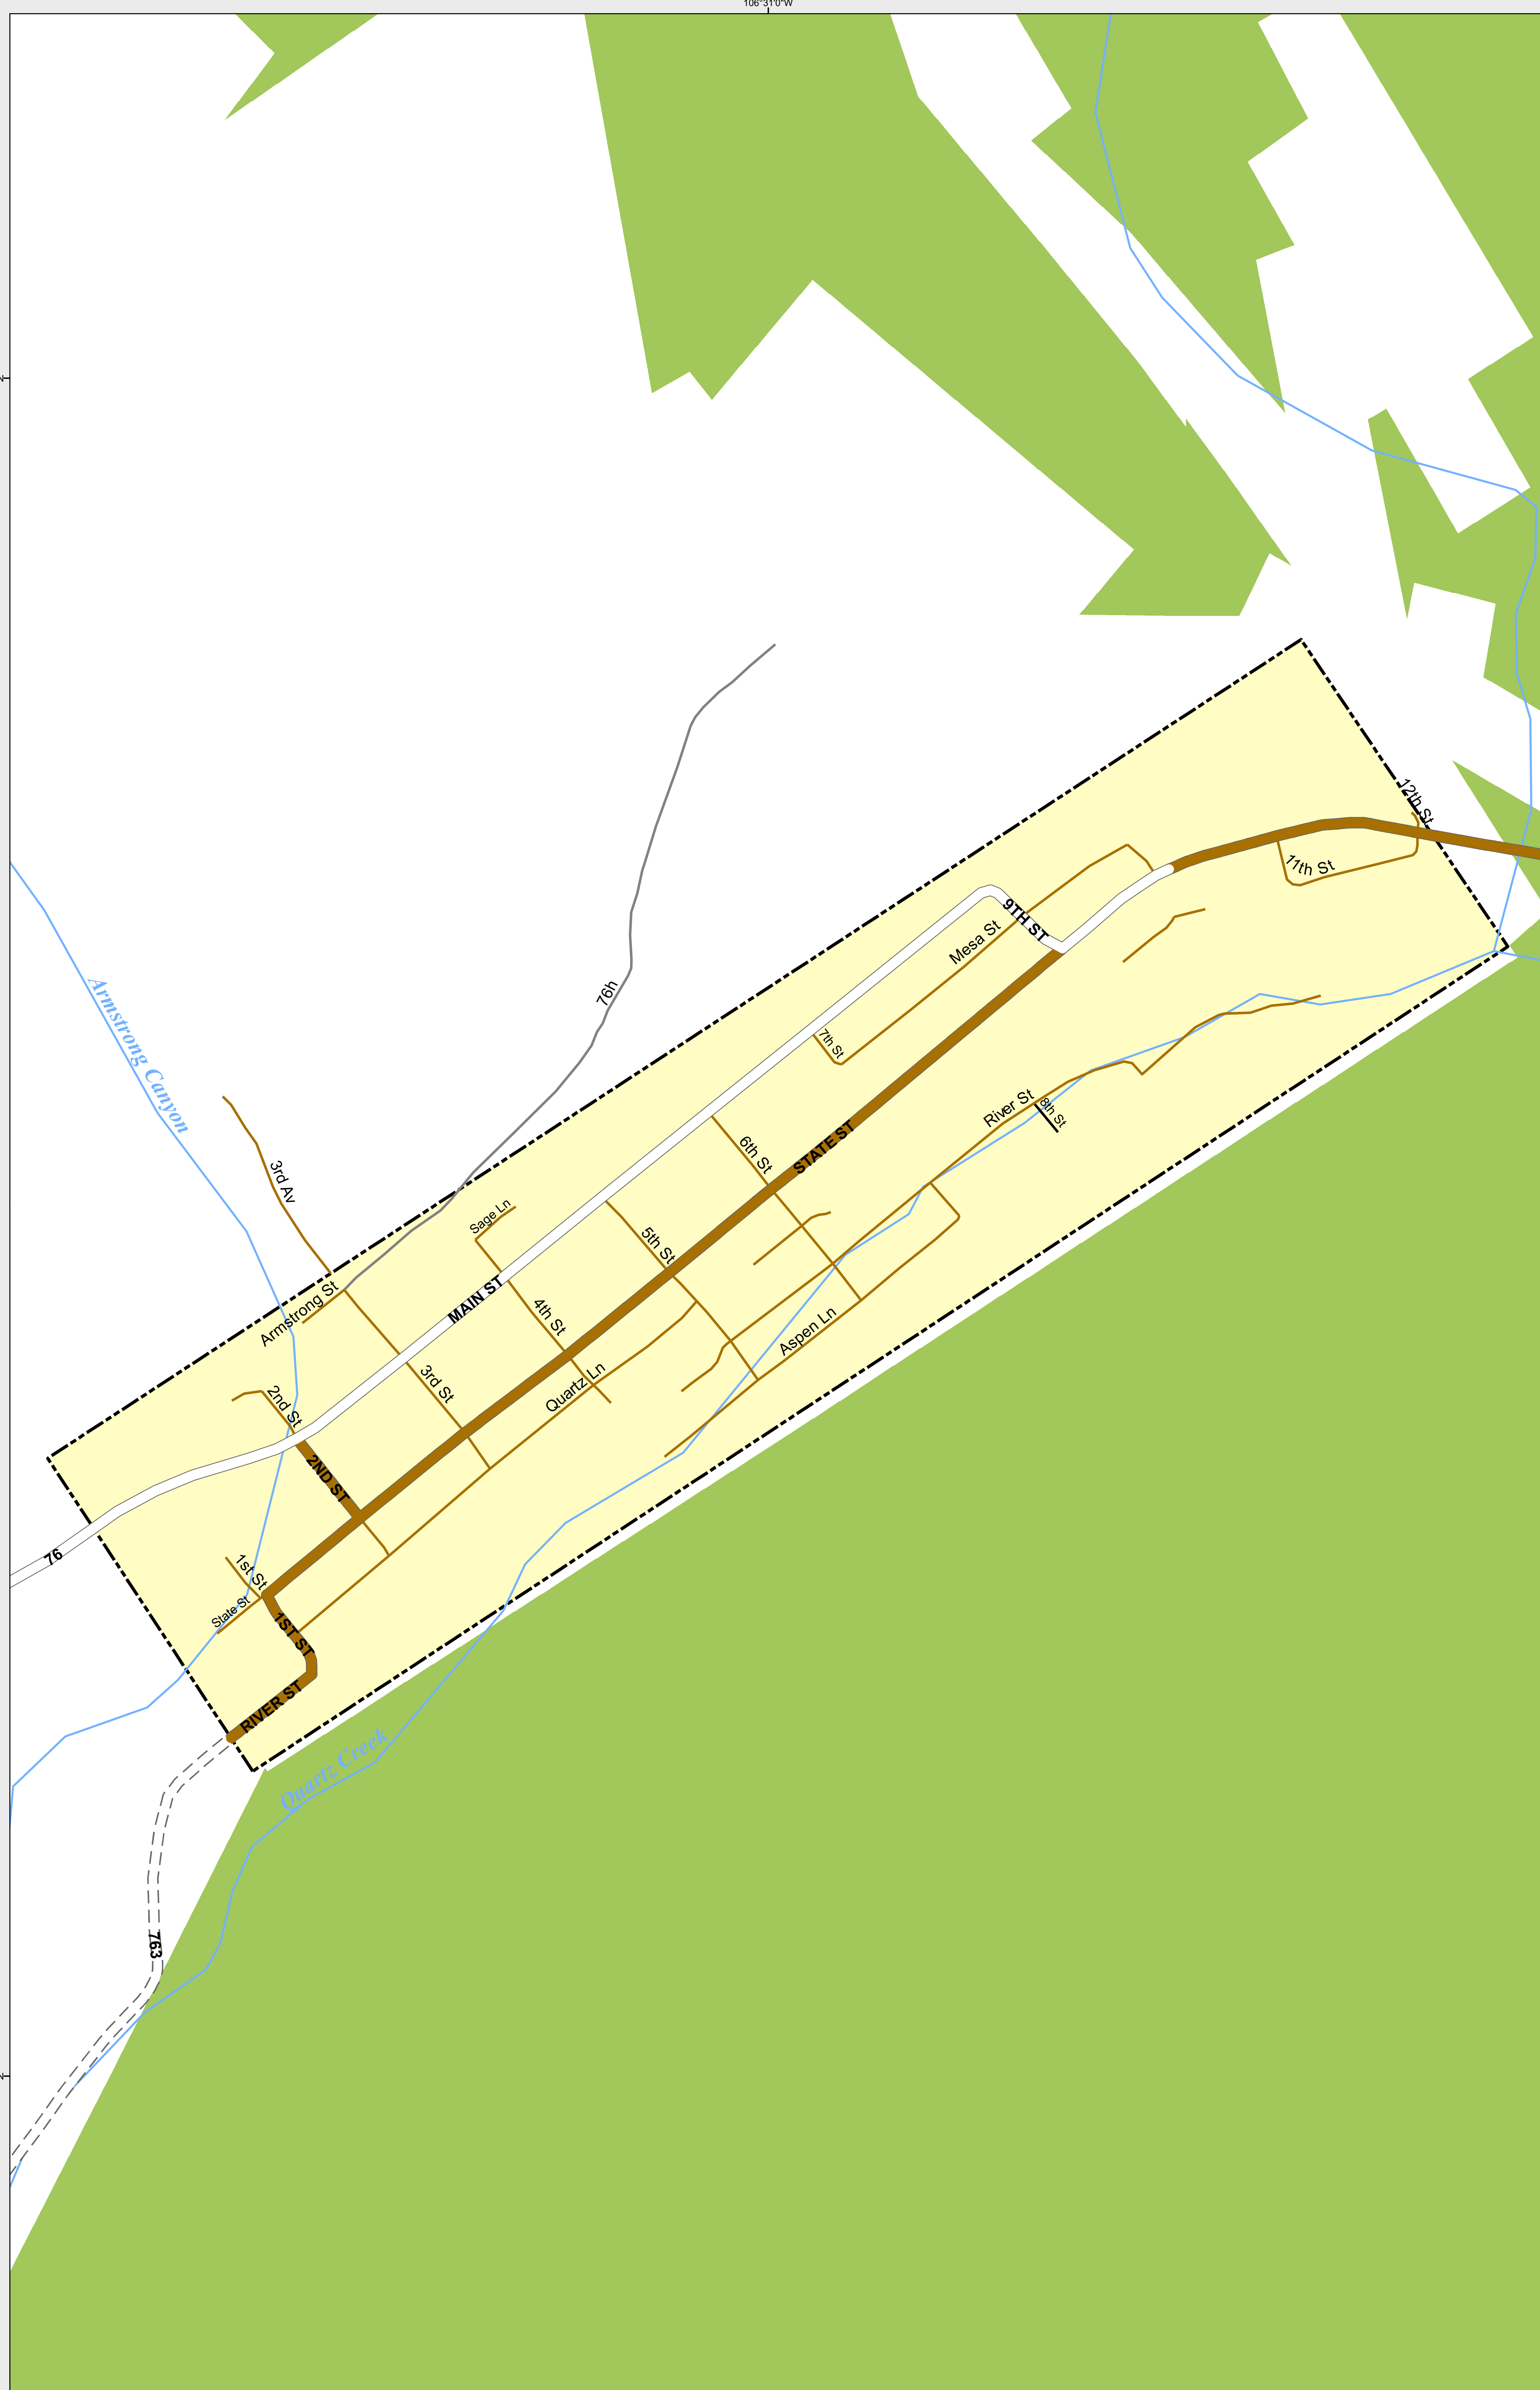 106°31'0"W
12th St
11th St
9TH ST
Mesa St
76h
Armstrong Canyon
7th St
River St
8th St
6th St
STATE ST
3rd Av
Sage Ln
5th St
Armstrong St
MAIN ST
4th St
Aspen Ln
3rd St
Quartz Ln
2nd St
2ND ST
76
1st St
State St
1ST ST
RIVER ST
Quartz Creek
763